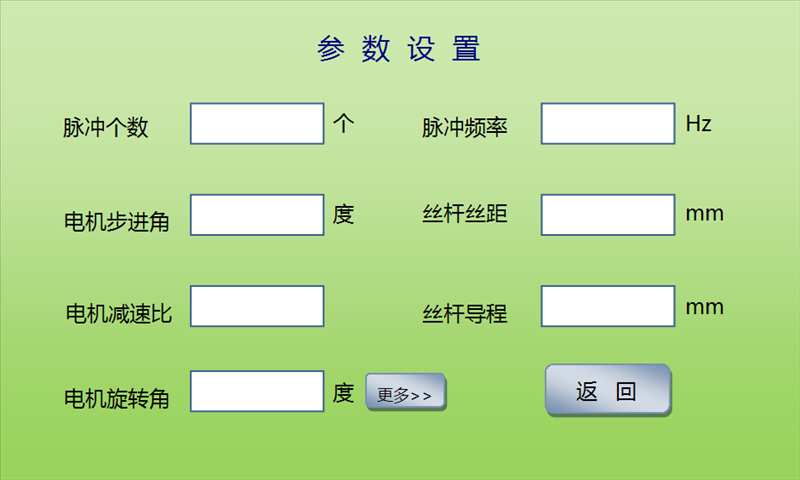 参数设置
脉冲个数 个 脉冲频率 Hz
电机步进角 度 丝杆丝距 mm
电机减速比 丝杆导程 mm
电机旋转角 度 更多>> 返 回